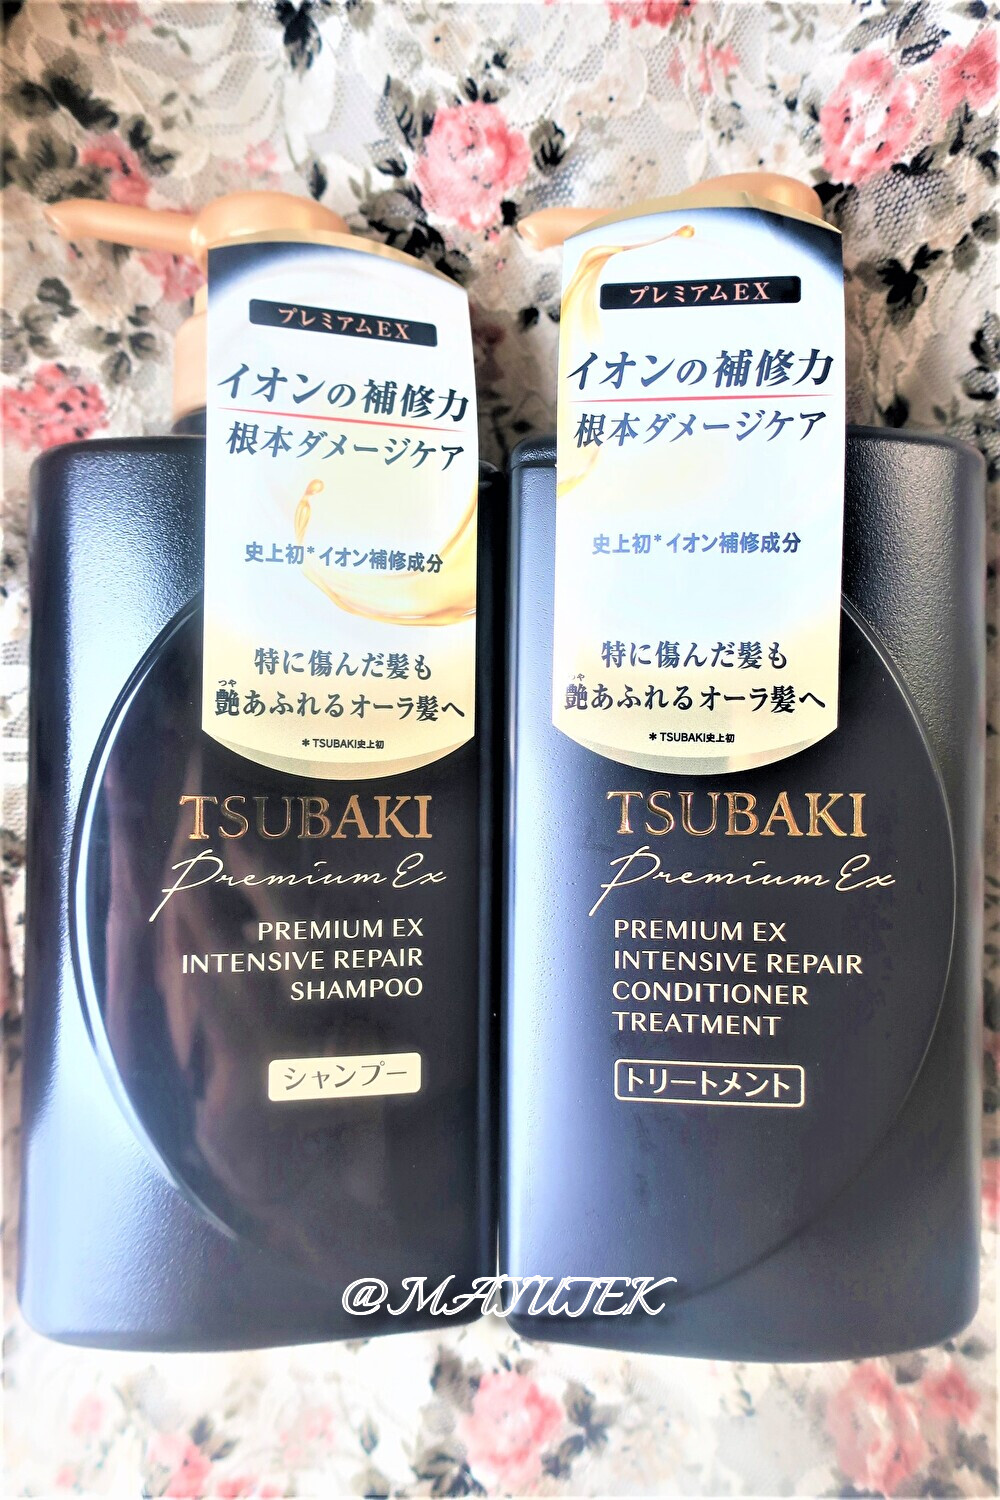 プレミアムEX
イオンの補修力
根本ダメージケア
史上初*イオン補修成分
特に傷んだ髪も
つや
艶あふれるオーラ髪へ
*TSUBAKI史上初
TSUBAKI
Premium Ex
PREMIUM EX
INTENSIVE REPAIR
SHAMPOO
シャンプー
プレミアムEX
イオンの補修力
根本ダメージケア
史上初*イオン補修成分
特に傷んだ髪も
つや
艶あふれるオーラ髪へ
*TSUBAKI史上初
TSUBAKI
Premium Ex
PREMIUM EX
INTENSIVE REPAIR
CONDITIONER
TREATMENT
トリートメント
@MAYUTEK